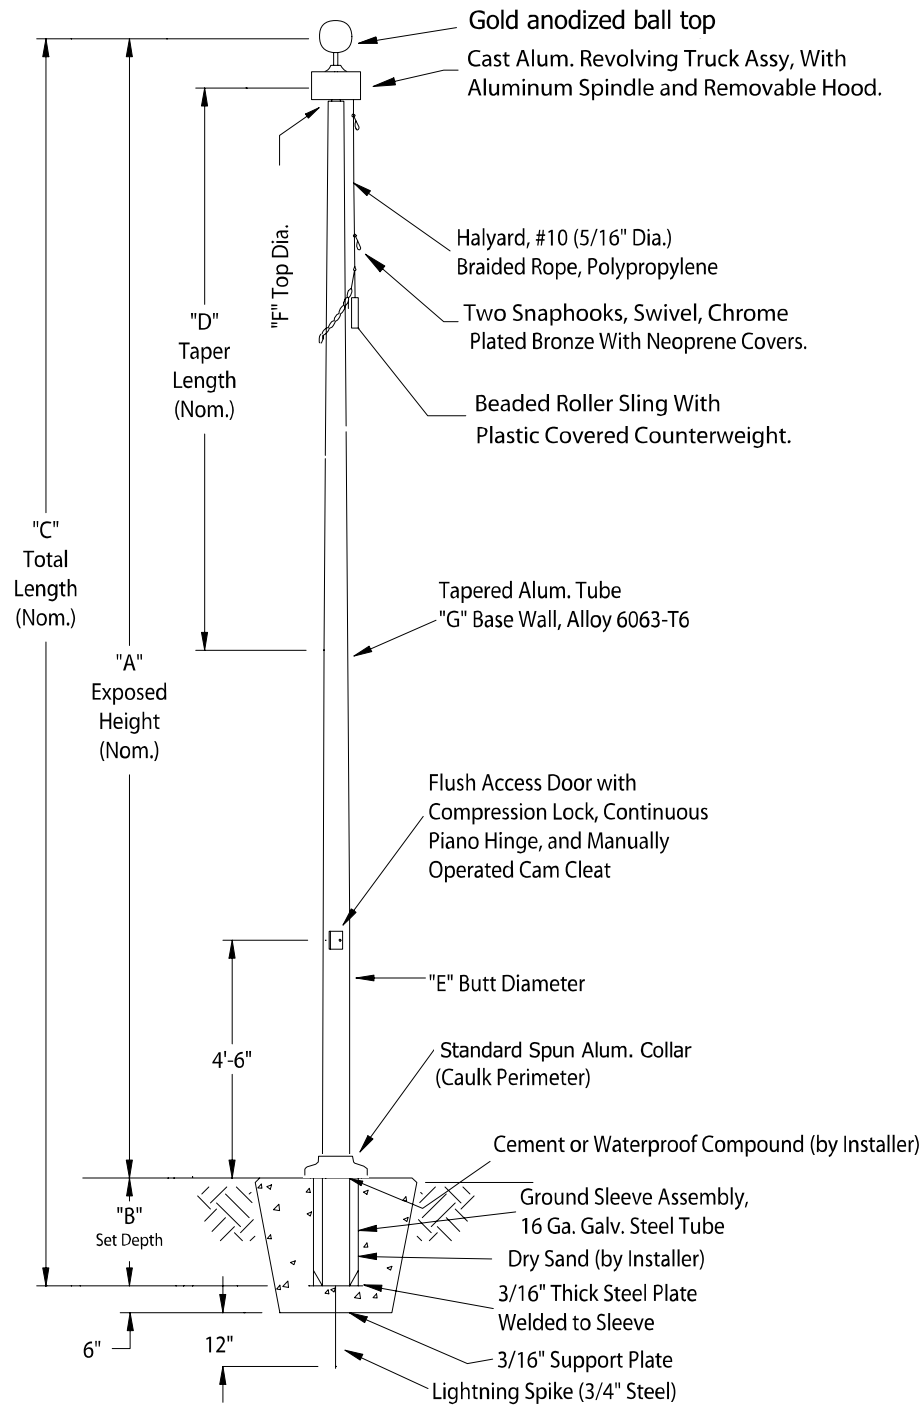 Gold anodized ball top
Cast Alum. Revolving Truck Assy, With
Aluminum Spindle and Removable Hood.
"F" Top Dia.
Halyard, #10 (5/16" Dia.)
Braided Rope, Polypropylene
Two Snaphooks, Swivel, Chrome
Plated Bronze With Neoprene Covers.
"D"
Taper
Length
(Nom.)
Beaded Roller Sling With
Plastic Covered Counterweight.
"C"
Total
Length
(Nom.)
Tapered Alum. Tube
"G" Base Wall, Alloy 6063-T6
"A"
Exposed
Height
(Nom.)
Flush Access Door with
Compression Lock, Continuous
Piano Hinge, and Manually
Operated Cam Cleat
"E" Butt Diameter
4'-6"
Standard Spun Alum. Collar
(Caulk Perimeter)
Cement or Waterproof Compound (by Installer)
"B"
Set Depth
Ground Sleeve Assembly,
16 Ga. Galv. Steel Tube
Dry Sand (by Installer)
3/16" Thick Steel Plate
Welded to Sleeve
6"
12"
3/16" Support Plate
Lightning Spike (3/4" Steel)